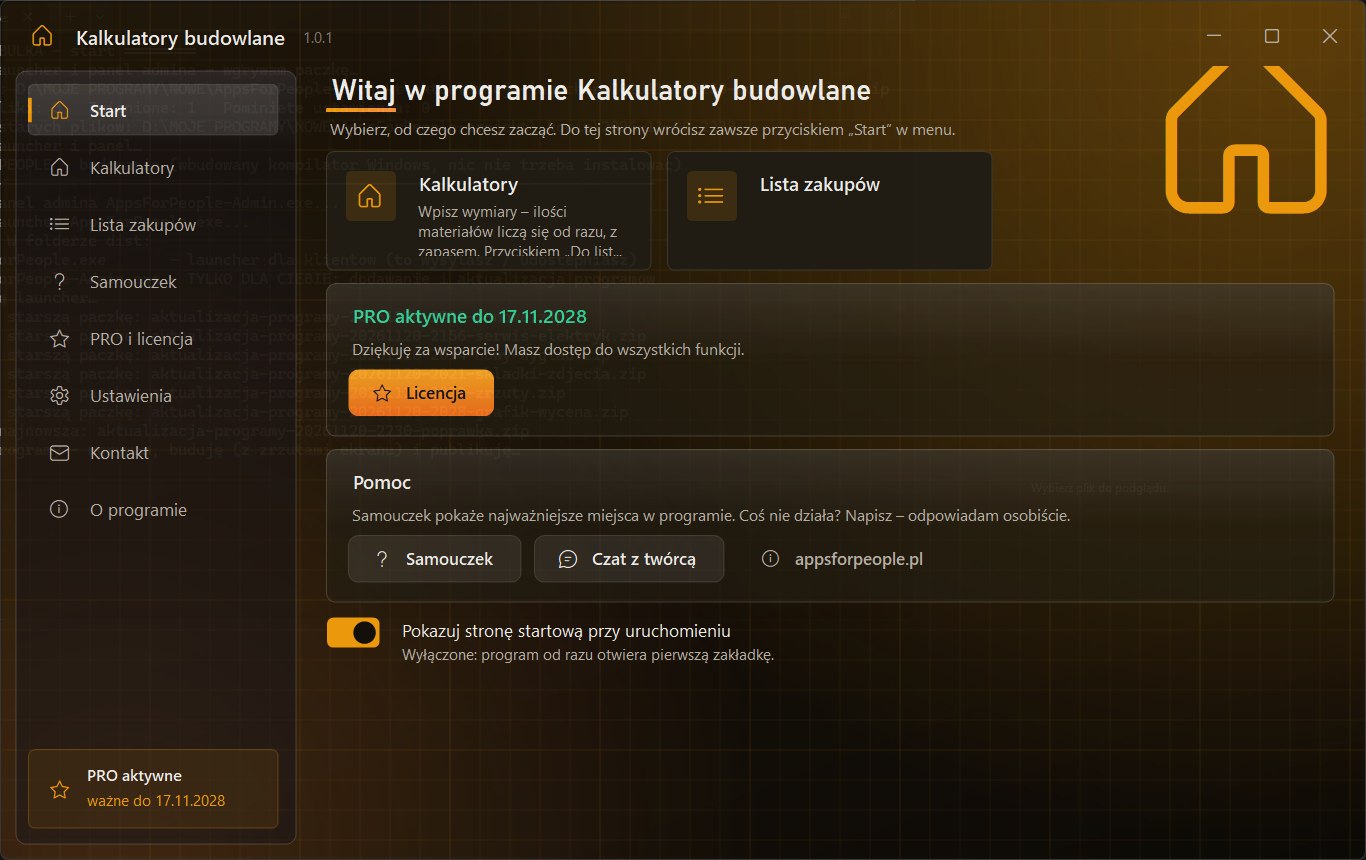 Kalkulatory budowlane 1.0.1
Start
Kalkulatory
Lista zakupów
Samouczek
PRO i licencja
Ustawienia
Kontakt
O programie
PRO aktywne
ważne do 17.11.2028
Witaj w programie Kalkulatory budowlane
Wybierz, od czego chcesz zacząć. Do tej strony wrócisz zawsze przyciskiem „Start” w menu.
Kalkulatory
Wpisz wymiary – ilości
materiałów liczą się od razu, z
zapasem. Przyciskiem „Do list...
Lista zakupów
PRO aktywne do 17.11.2028
Dziękuję za wsparcie! Masz dostęp do wszystkich funkcji.
Licencja
Pomoc
Wybierz plik do podglądu.
Samouczek pokaże najważniejsze miejsca w programie. Coś nie działa? Napisz – odpowiadam osobiście.
Samouczek
Czat z twórcą
appsforpeople.pl
Pokazuj stronę startową przy uruchomieniu
Wyłączone: program od razu otwiera pierwszą zakładkę.